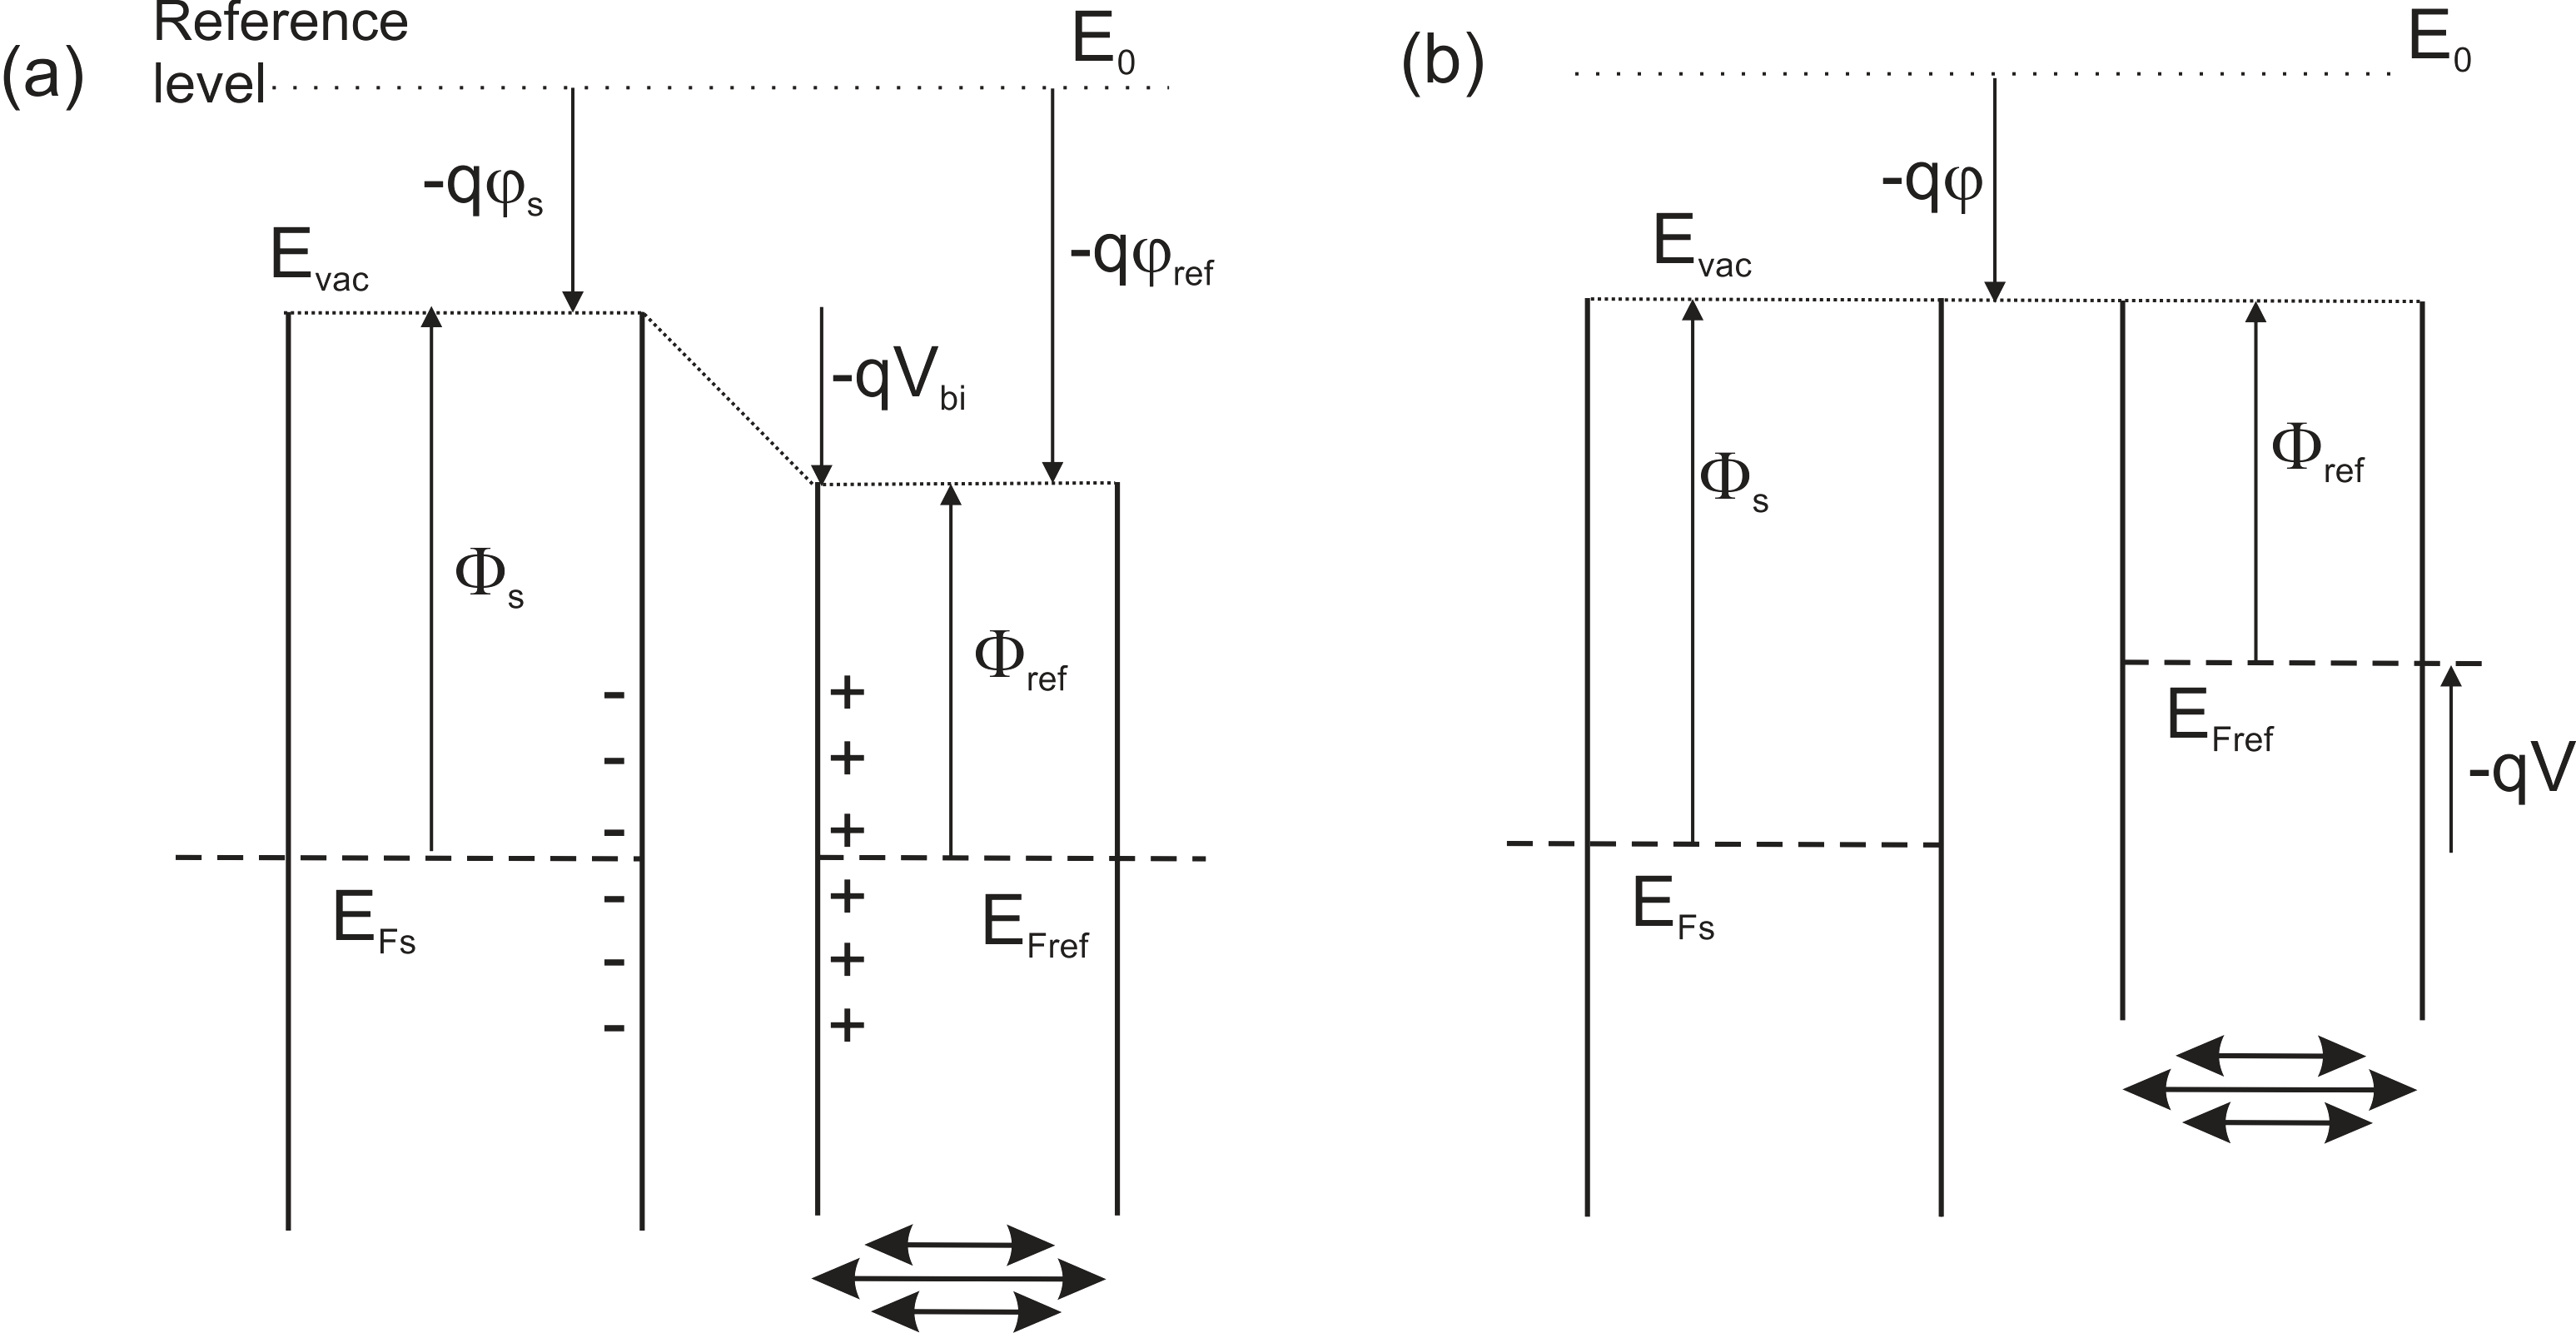 (a)
Reference
level
E0
-qφs
-qφref
Evac
-qVbi
Φs
Φref
- +
- +
- +
- +
- +
- +
EFs
EFref
(b)
E0
-qφ
Evac
Φs
Φref
EFref
-qV
EFs